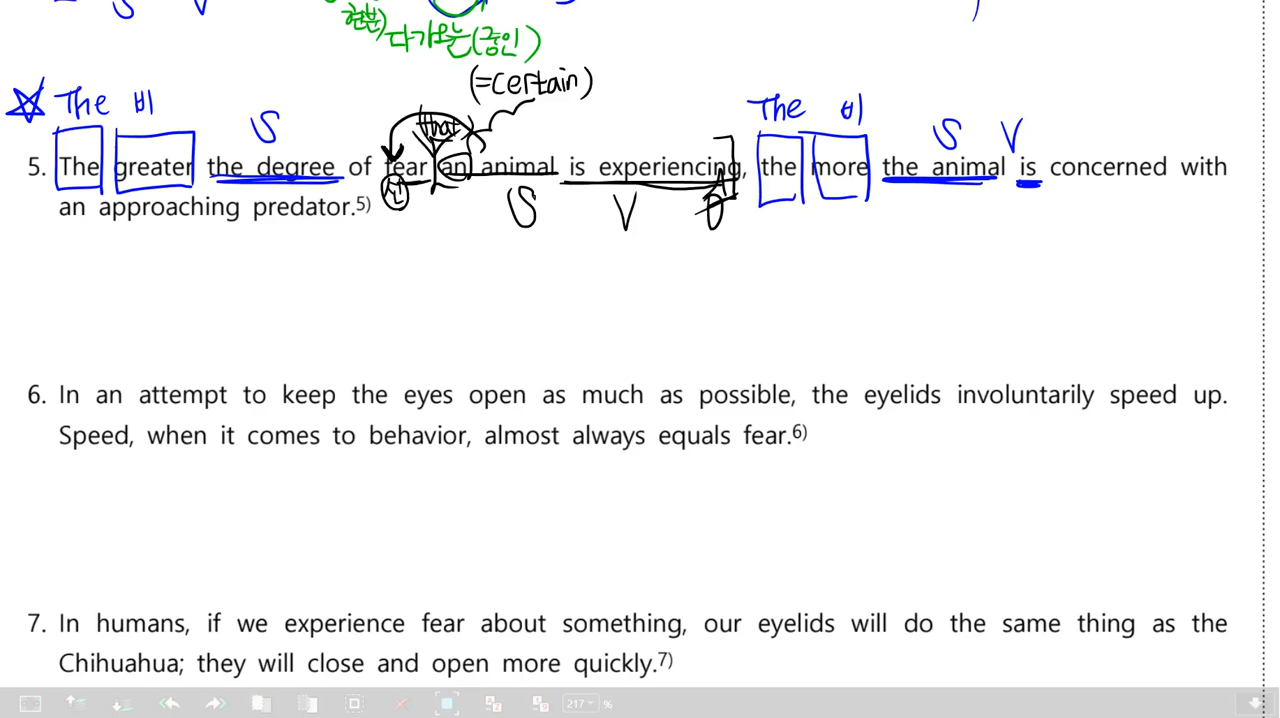 S V
현분)
다가오는(중인)
(=certain)
The 비 S that The 비 S V
5. The greater the degree of fear an animal is experiencing, the more the animal is concerned with
선 S V O
an approaching predator.5)
6. In an attempt to keep the eyes open as much as possible, the eyelids involuntarily speed up.
Speed, when it comes to behavior, almost always equals fear.6)
7. In humans, if we experience fear about something, our eyelids will do the same thing as the
Chihuahua; they will close and open more quickly.7)
217 %